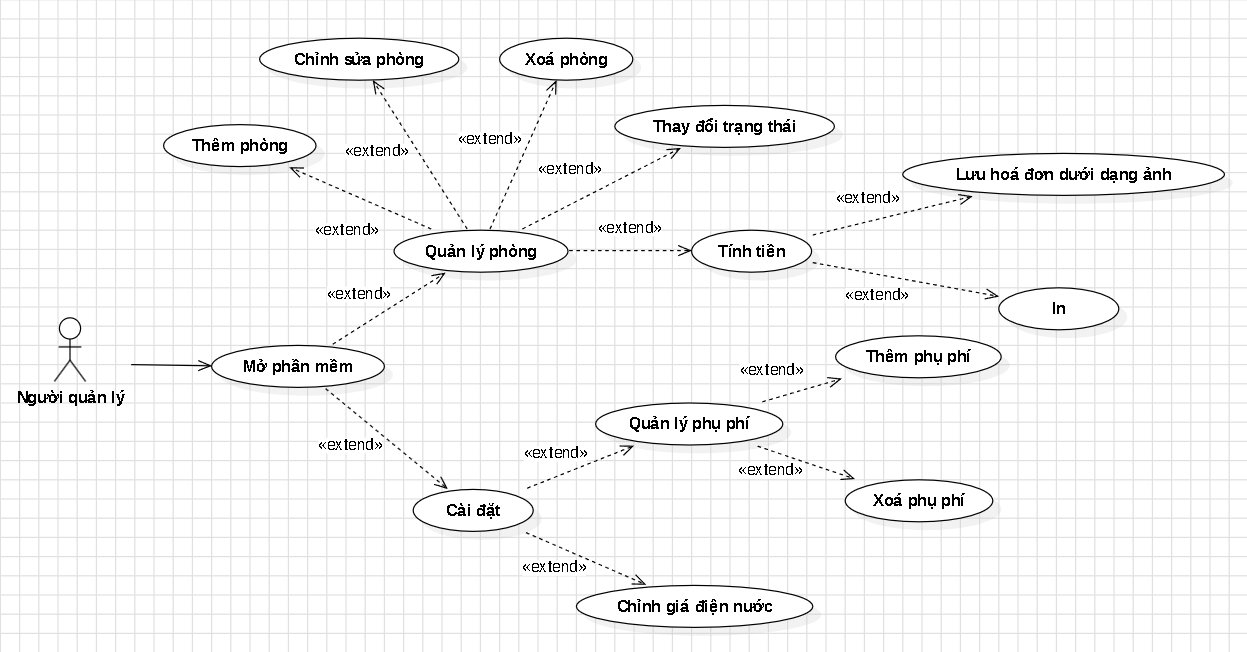 Chỉnh sửa phòng
Xoá phòng
Thay đổi trạng thái
«extend»
Thêm phòng
«extend»
«extend»
Lưu hoá đơn dưới dạng ảnh
«extend»
«extend»
«extend»
Quản lý phòng
Tính tiền
«extend»
«extend»
In
Người quản lý
Mở phần mềm
Thêm phụ phí
«extend»
Quản lý phụ phí
«extend»
«extend»
«extend»
Xoá phụ phí
Cài đặt
«extend»
Chỉnh giá điện nước